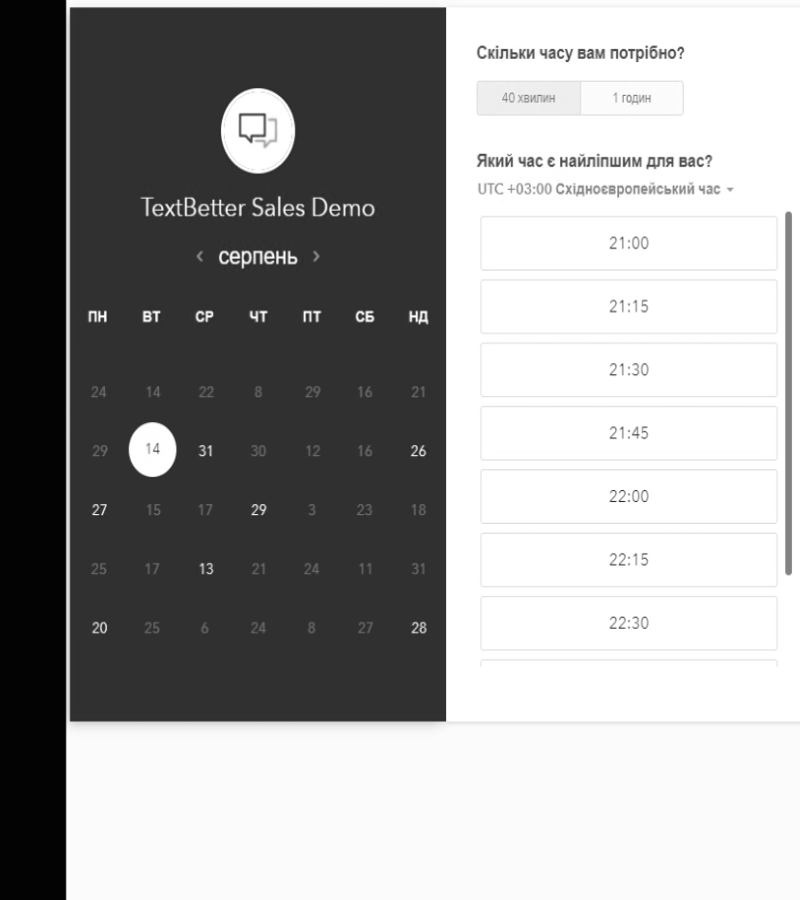 TextBetter Sales Demo
серпень
ПН ВТ СР ЧТ ПТ СБ НД
24 14 22 8 29 16 21
29 14 31 30 12 16 26
27 15 17 29 3 23 18
25 17 13 21 24 11 31
20 25 6 24 8 27 28
Скільки часу вам потрібно?
40 хвилин 1 годин
Який час є найліпшим для вас?
UTC +03:00 Східноєвропейський час
21:00
21:15
21:30
21:45
22:00
22:15
22:30